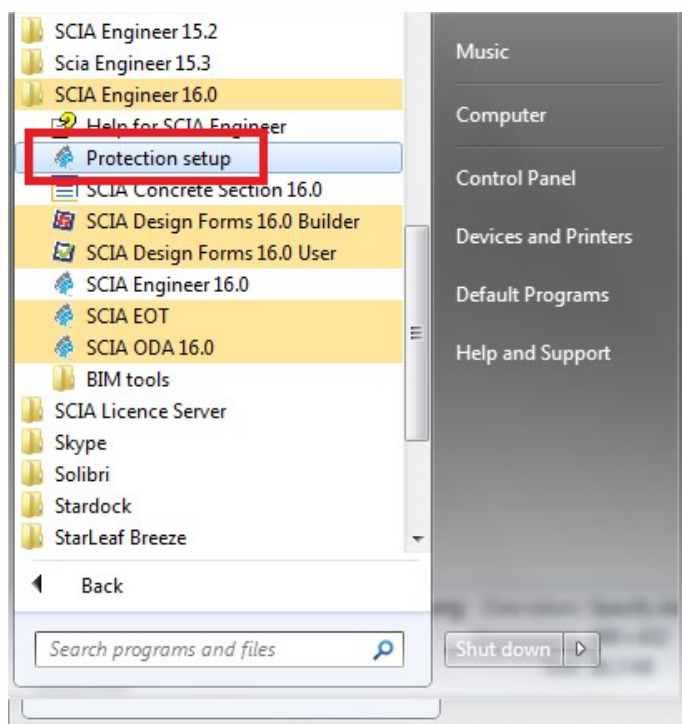 SCIA Engineer 15.2
Scia Engineer 15.3
SCIA Engineer 16.0
Help for SCIA Engineer
Protection setup
SCIA Concrete Section 16.0
SCIA Design Forms 16.0 Builder
SCIA Design Forms 16.0 User
SCIA Engineer 16.0
SCIA EOT
SCIA ODA 16.0
BIM tools
SCIA Licence Server
Skype
Solibri
Stardock
StarLeaf Breeze
Back
Search programs and files
Music
Computer
Control Panel
Devices and Printers
Default Programs
Help and Support
Shut down